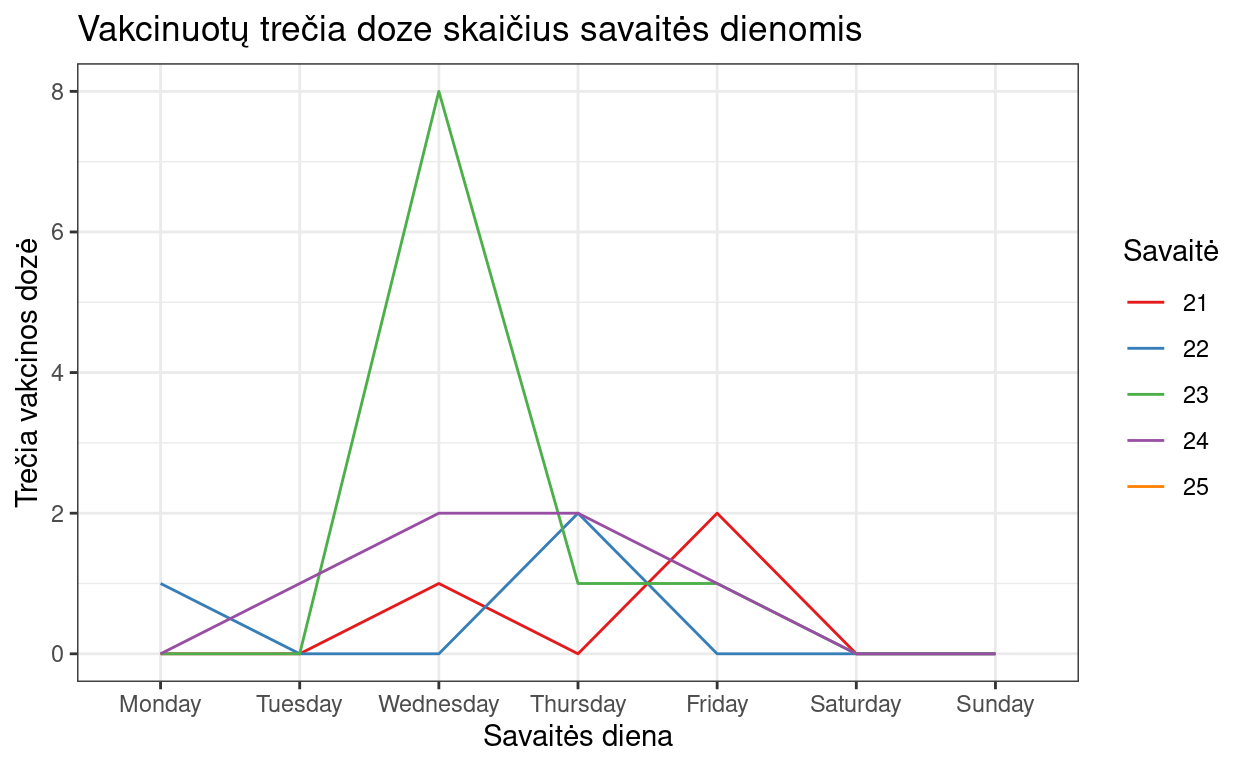 Vakcinuotų trečia doze skaičius savaitės dienomis
Trečia vakcinos dozė
8
6
4
2
0
Monday Tuesday Wednesday Thursday Friday Saturday Sunday
Savaitės diena
Savaitė
21
22
23
24
25